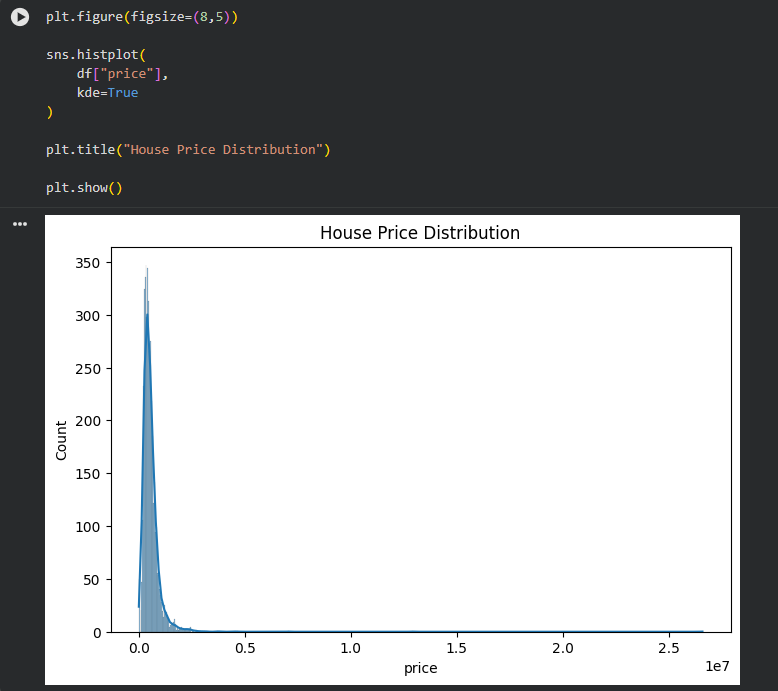 plt.figure(figsize=(8,5))
sns.histplot(
    df["price"],
    kde=True
)
plt.title("House Price Distribution")
plt.show()
House Price Distribution
350
300
250
200
150
100
50
0
Count
0.0 0.5 1.0 1.5 2.0 2.5
1e7
price